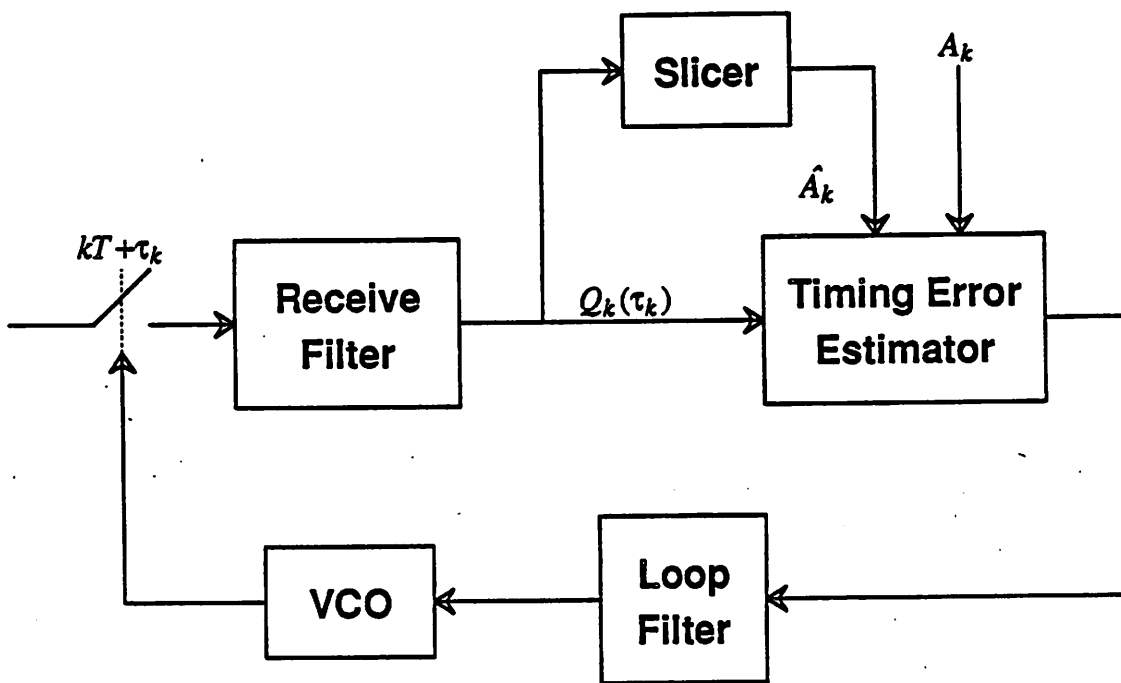 Slicer
A_k
Â_k
kT+τ_k
Receive
Filter
Q_k(τ_k)
Timing Error
Estimator
VCO
Loop
Filter